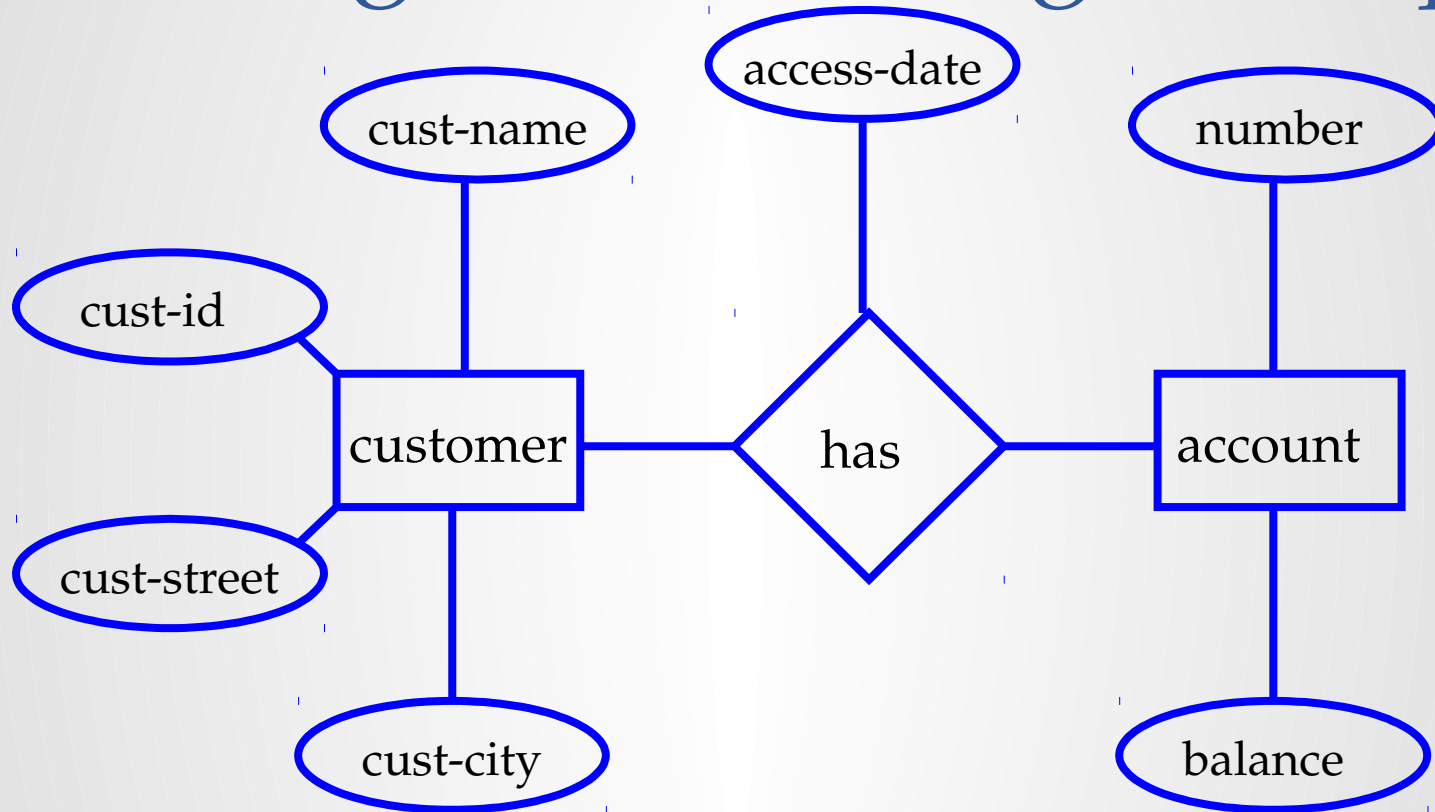 access-date
cust-name
number
cust-id
customer
has
account
cust-street
cust-city
balance